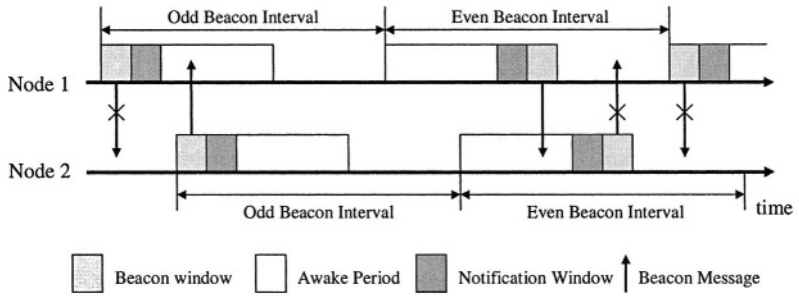 Odd Beacon Interval
Even Beacon Interval
Node 1
Node 2
Odd Beacon Interval
Even Beacon Interval
time
Beacon window
Awake Period
Notification Window
Beacon Message